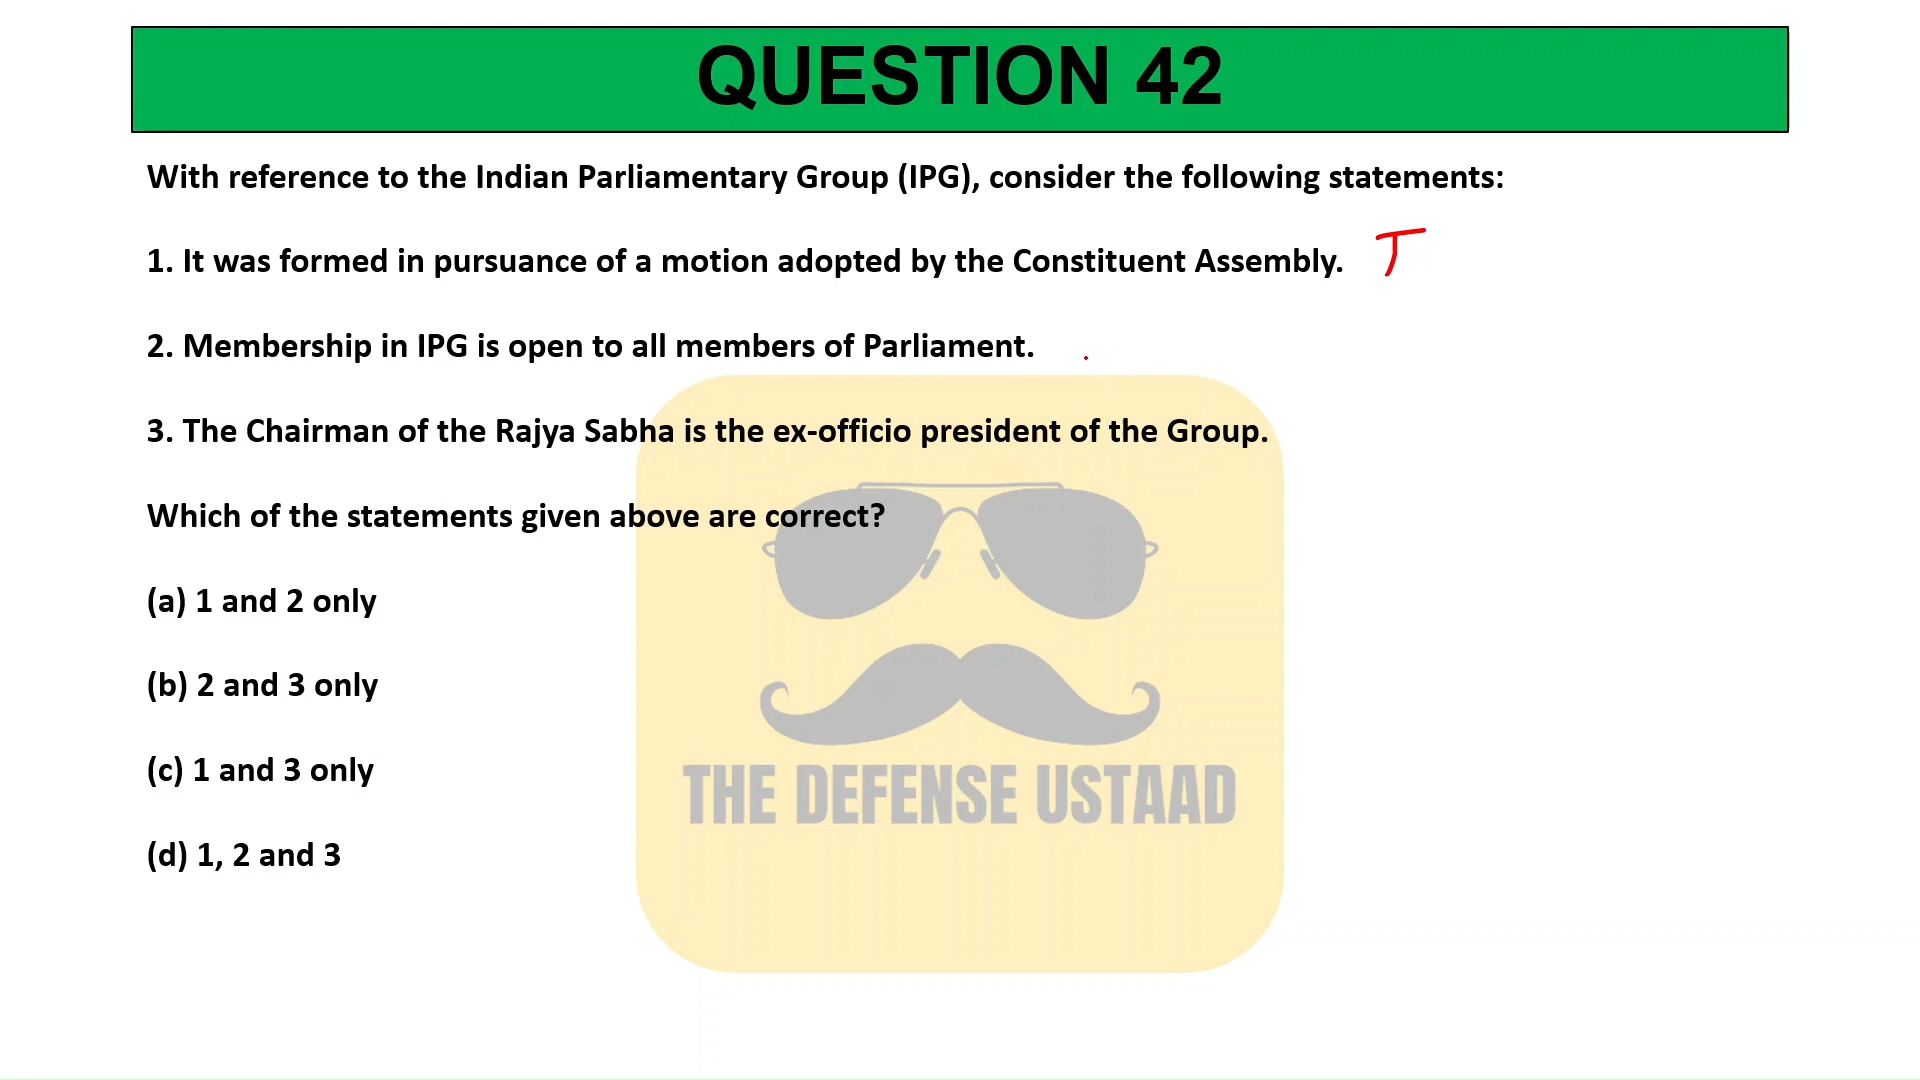 QUESTION 42
With reference to the Indian Parliamentary Group (IPG), consider the following statements:
1. It was formed in pursuance of a motion adopted by the Constituent Assembly. T
2. Membership in IPG is open to all members of Parliament.
3. The Chairman of the Rajya Sabha is the ex-officio president of the Group.
Which of the statements given above are correct?
(a) 1 and 2 only
(b) 2 and 3 only
(c) 1 and 3 only
THE DEFENSE USTAAD
(d) 1, 2 and 3